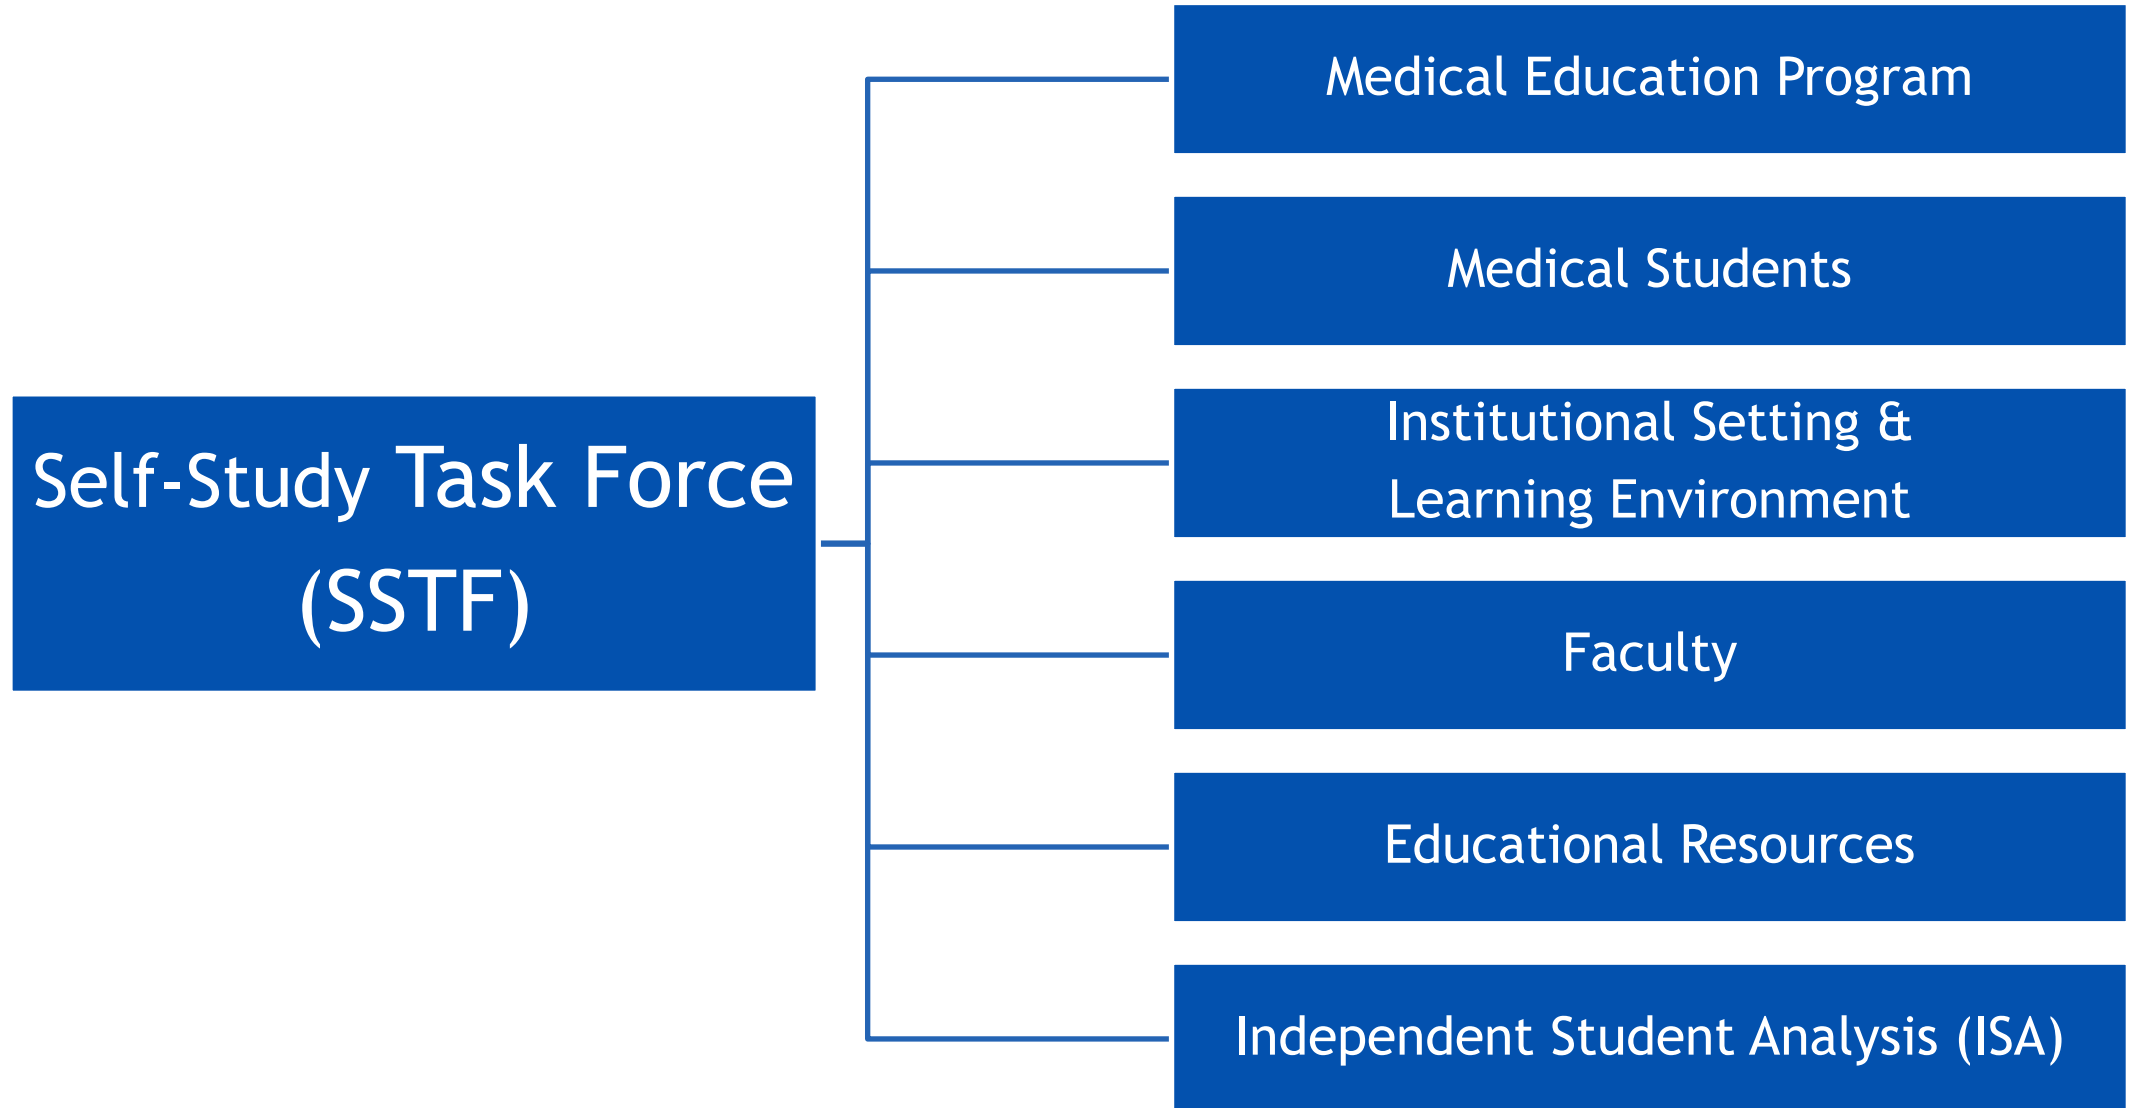 Medical Education Program
Medical Students
Institutional Setting &
Learning Environment
Self-Study Task Force
(SSTF)
Faculty
Educational Resources
Independent Student Analysis (ISA)